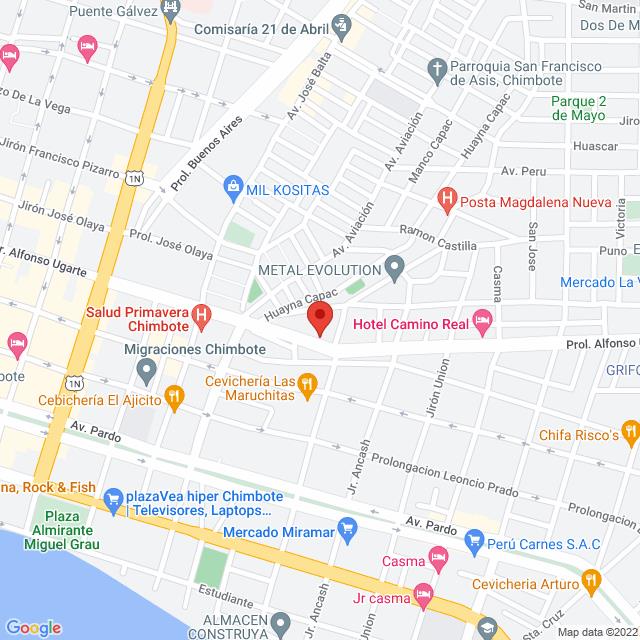 Puente Gálvez
Comisaría 21 de Abril
San Martin
Dos De M
Parroquia San Francisco
de Asis, Chimbote
Parque 2
de Mayo
zo De La Vega
Av. José Balta
Prol. Buenos Aires
Av. Aviación
Manco Capac
Huayna Capac
Huascar
Jirón Francisco Pizarro
1N
Av. Peru
MIL KOSITAS
Posta Magdalena Nueva
Jirón José Olaya
Prol. José Olaya
Av. Aviación
Ramon Castilla
San Jose
Victoria
Puno
r. Alfonso Ugarte
METAL EVOLUTION
Casma
Mercado La V
Huayna Capac
Salud Primavera
Chimbote
Hotel Camino Real
Migraciones Chimbote
Prol. Alfonso U
bote
1N
Cevichería Las
Maruchitas
Jirón Union
GRIFO
Cebichería El Ajicito
Av. Pardo
Chifa Risco's
Jr. Ancash
Prolongacion Leoncio Prado
Prolongacion
na, Rock & Fish
plazaVea hiper Chimbote
| Televisores, Laptops...
Plaza
Almirante
Miguel Grau
Mercado Miramar
Av. Pardo
Perú Carnes S.A.C
Casma
Cevicheria Arturo
Estudiante
Jr casma
Jr. Ancash
Union
Sta. Cruz
ALMACEN
CONSTRUYA
Google
Map data ©202